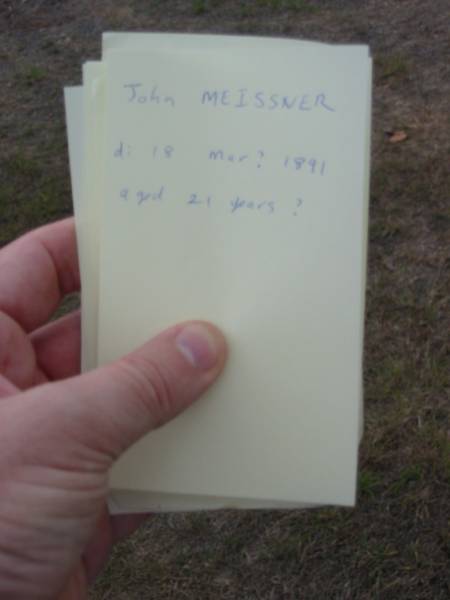 John MEISSNER
d: 18 Mar? 1891
aged 21 years ?